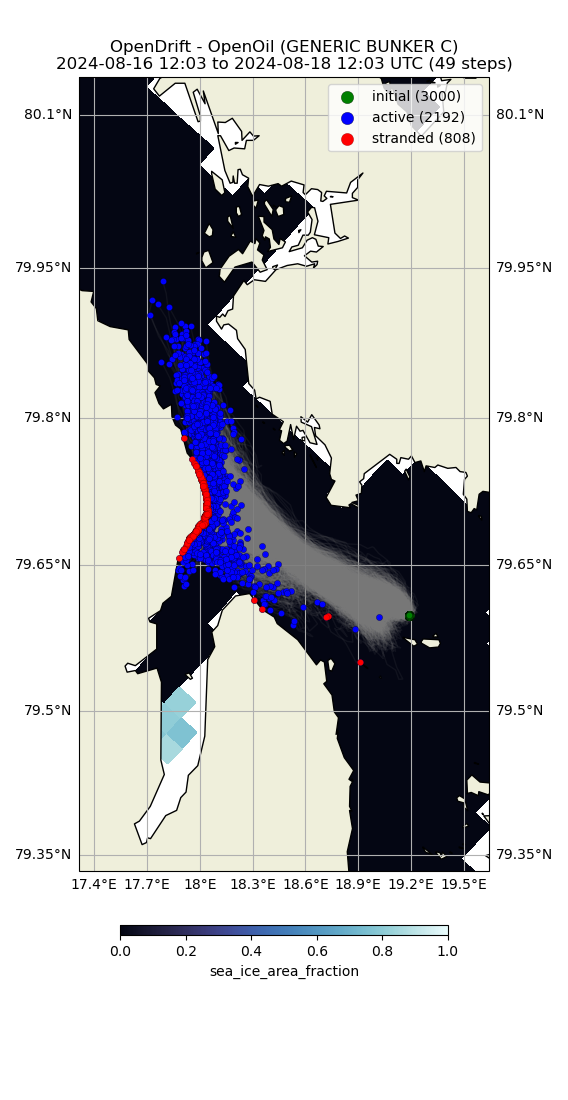 OpenDrift - OpenOil (GENERIC BUNKER C)
2024-08-16 12:03 to 2024-08-18 12:03 UTC (49 steps)
initial (3000)
active (2192)
stranded (808)
80.1°N 80.1°N
79.95°N 79.95°N
79.8°N 79.8°N
79.65°N 79.65°N
79.5°N 79.5°N
79.35°N 79.35°N
17.4°E 17.7°E 18°E 18.3°E 18.6°E 18.9°E 19.2°E 19.5°E
0.0 0.2 0.4 0.6 0.8 1.0
sea_ice_area_fraction